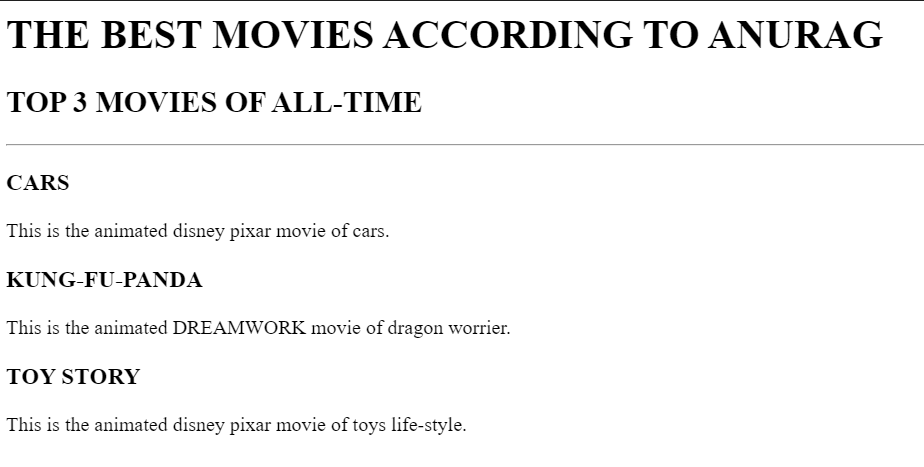 THE BEST MOVIES ACCORDING TO ANURAG
TOP 3 MOVIES OF ALL-TIME
CARS
This is the animated disney pixar movie of cars.
KUNG-FU-PANDA
This is the animated DREAMWORK movie of dragon worrier.
TOY STORY
This is the animated disney pixar movie of toys life-style.